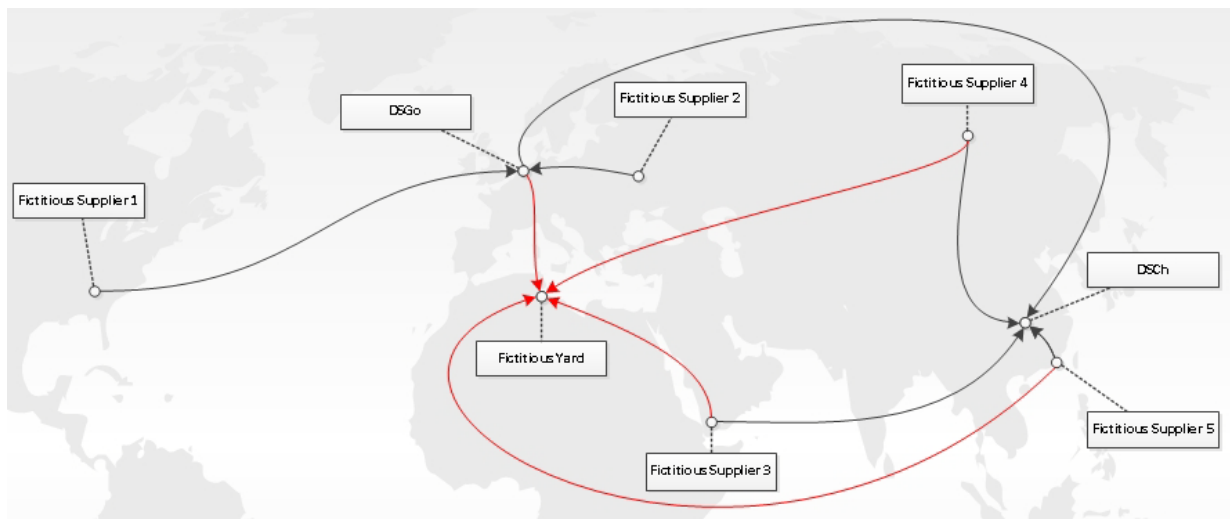 Fictitious Supplier 4
Fictitious Supplier 2
DSGo
Fictitious Supplier 1
DSCh
Fictitious Yard
Fictitious Supplier 5
Fictitious Supplier 3